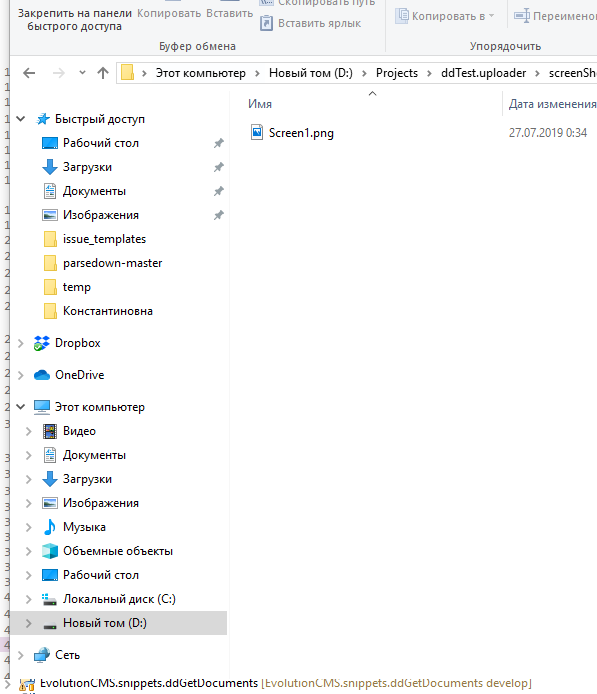 Закрепить на панели
быстрого доступа
Копировать
Вставить
Скопировать путь
Вставить ярлык
Копировать в
Переимено
Буфер обмена
Упорядочить
Этот компьютер > Новый том (D:) > Projects > ddTest.uploader > screenSh
Имя
Дата изменения
Screen1.png
27.07.2019 0:34
Быстрый доступ
Рабочий стол
Загрузки
Документы
Изображения
issue_templates
parsedown-master
temp
Константиновна
Dropbox
OneDrive
Этот компьютер
Видео
Документы
Загрузки
Изображения
Музыка
Объемные объекты
Рабочий стол
Локальный диск (C:)
Новый том (D:)
Сеть
EvolutionCMS.snippets.ddGetDocuments [EvolutionCMS.snippets.ddGetDocuments develop]